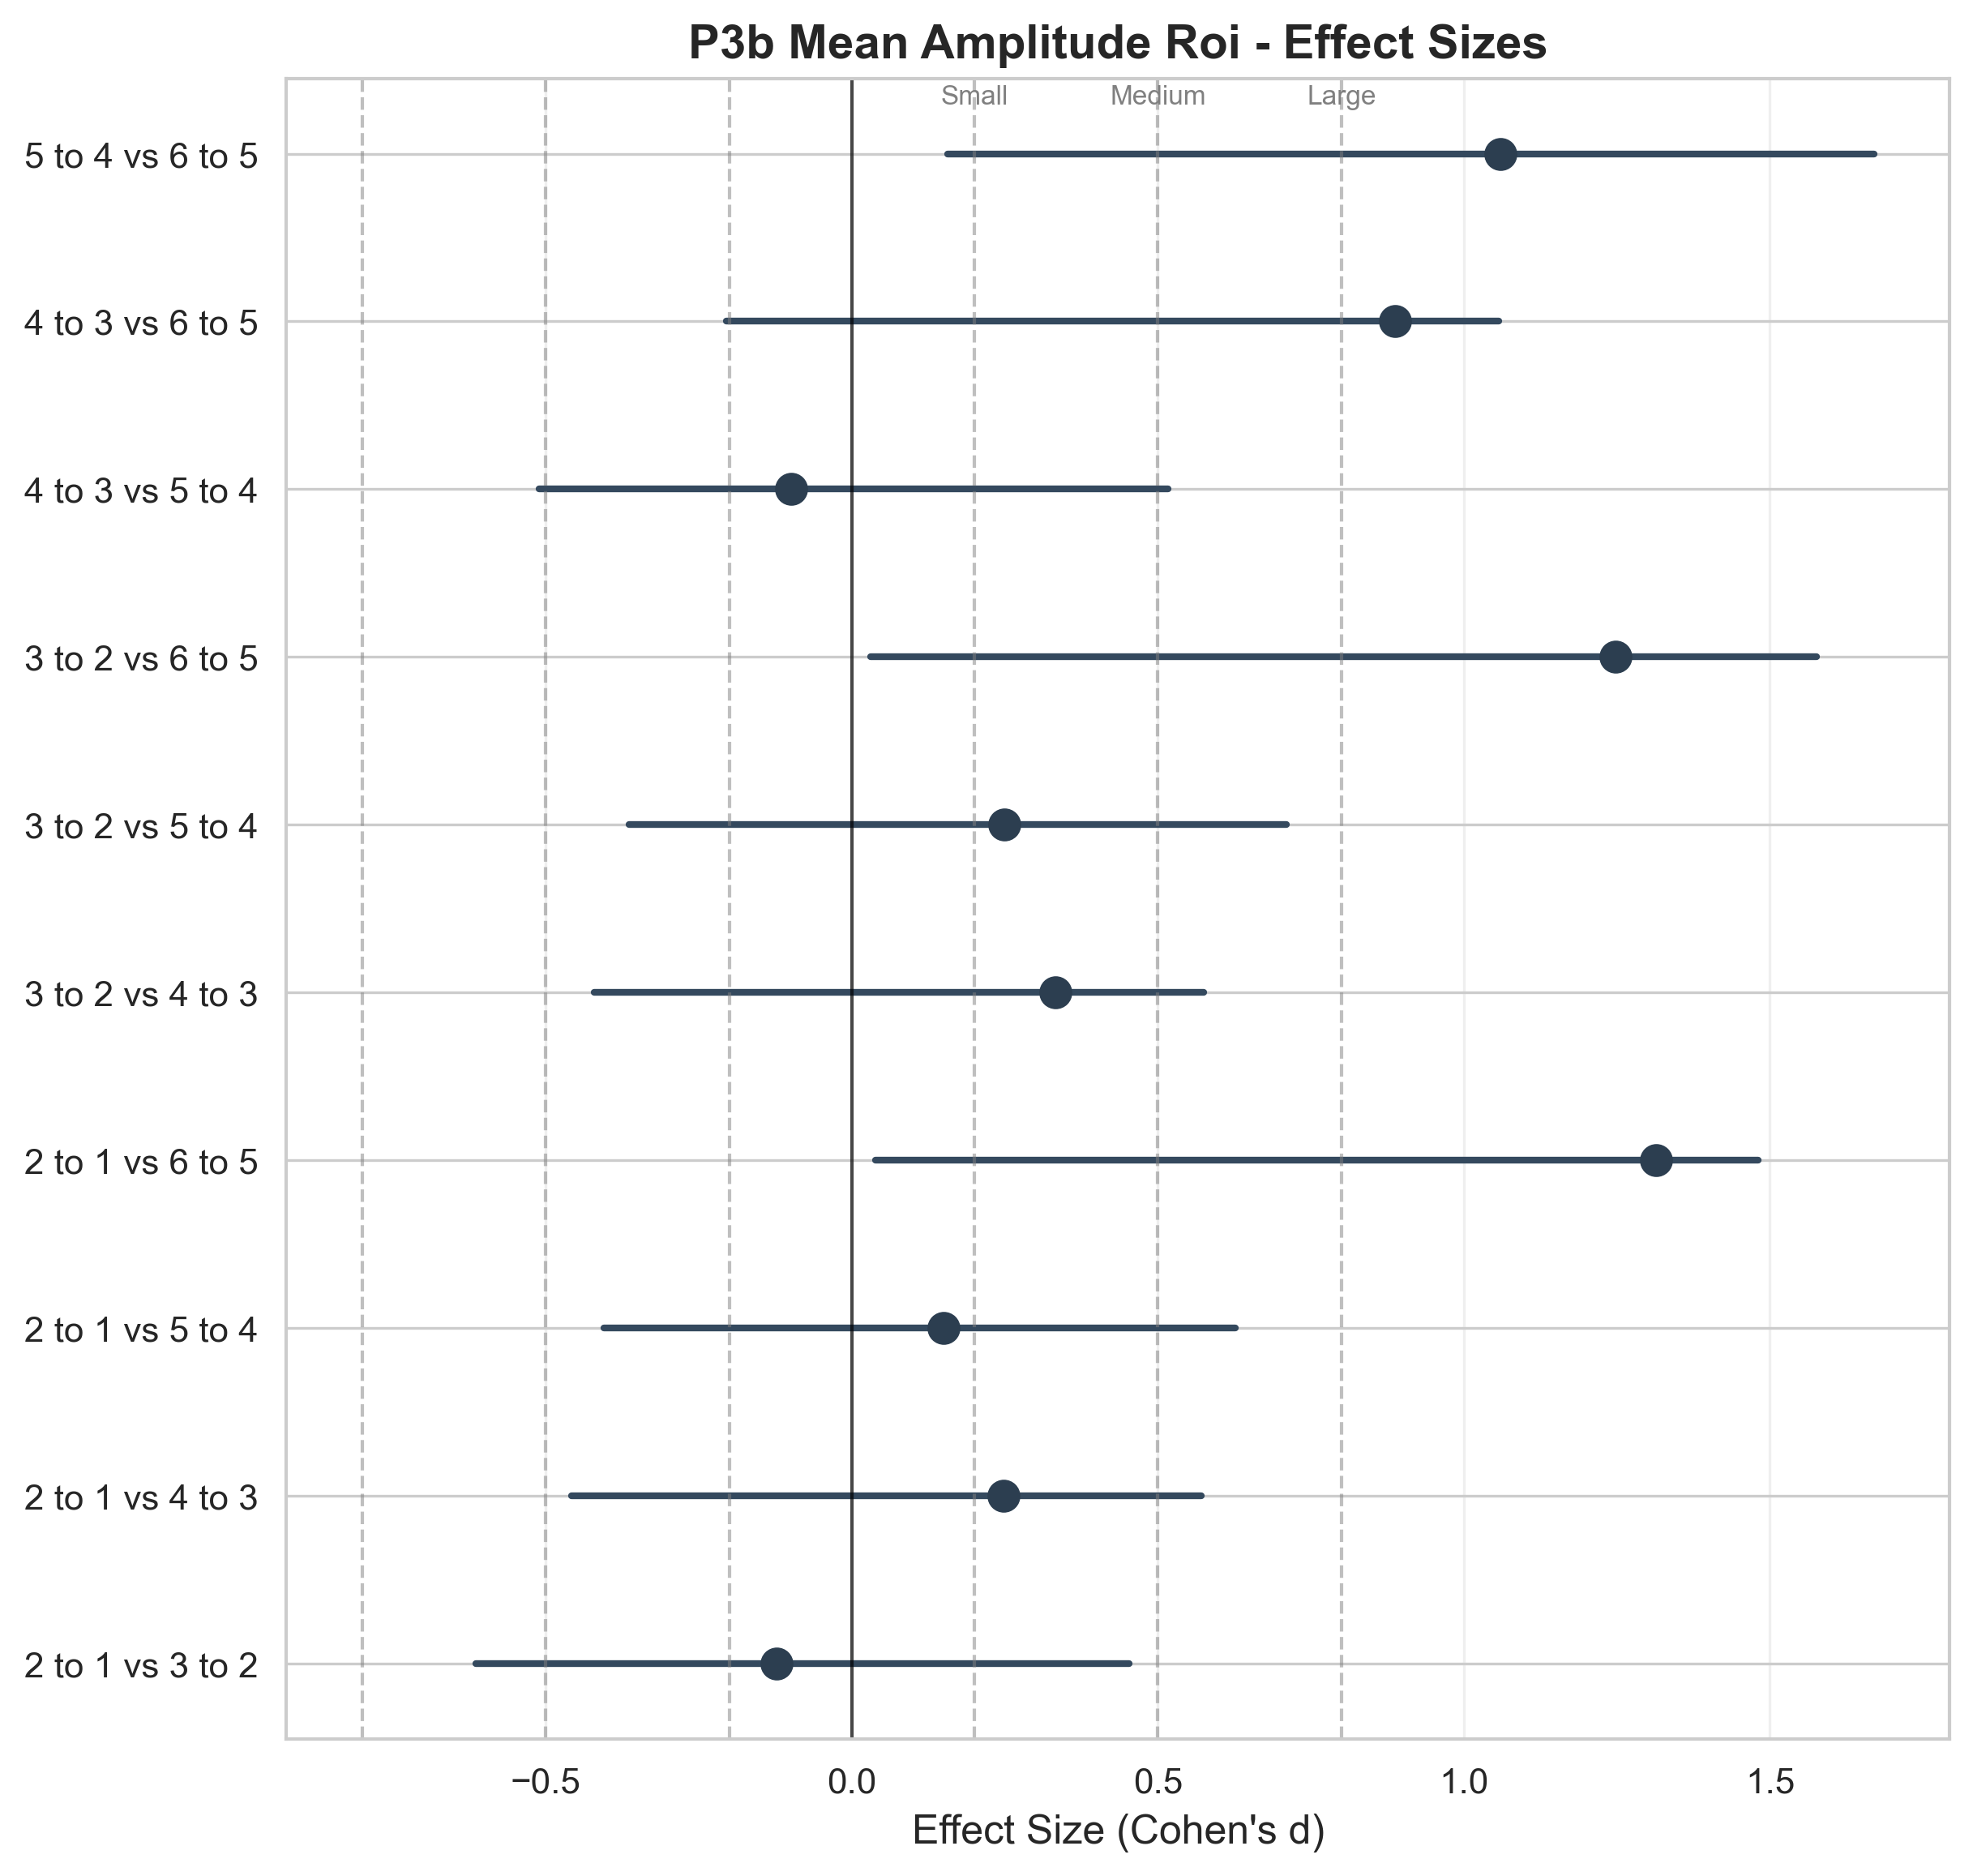 P3b Mean Amplitude Roi - Effect Sizes
Small Medium Large
5 to 4 vs 6 to 5
4 to 3 vs 6 to 5
4 to 3 vs 5 to 4
3 to 2 vs 6 to 5
3 to 2 vs 5 to 4
3 to 2 vs 4 to 3
2 to 1 vs 6 to 5
2 to 1 vs 5 to 4
2 to 1 vs 4 to 3
2 to 1 vs 3 to 2
−0.5 0.0 0.5 1.0 1.5
Effect Size (Cohen's d)